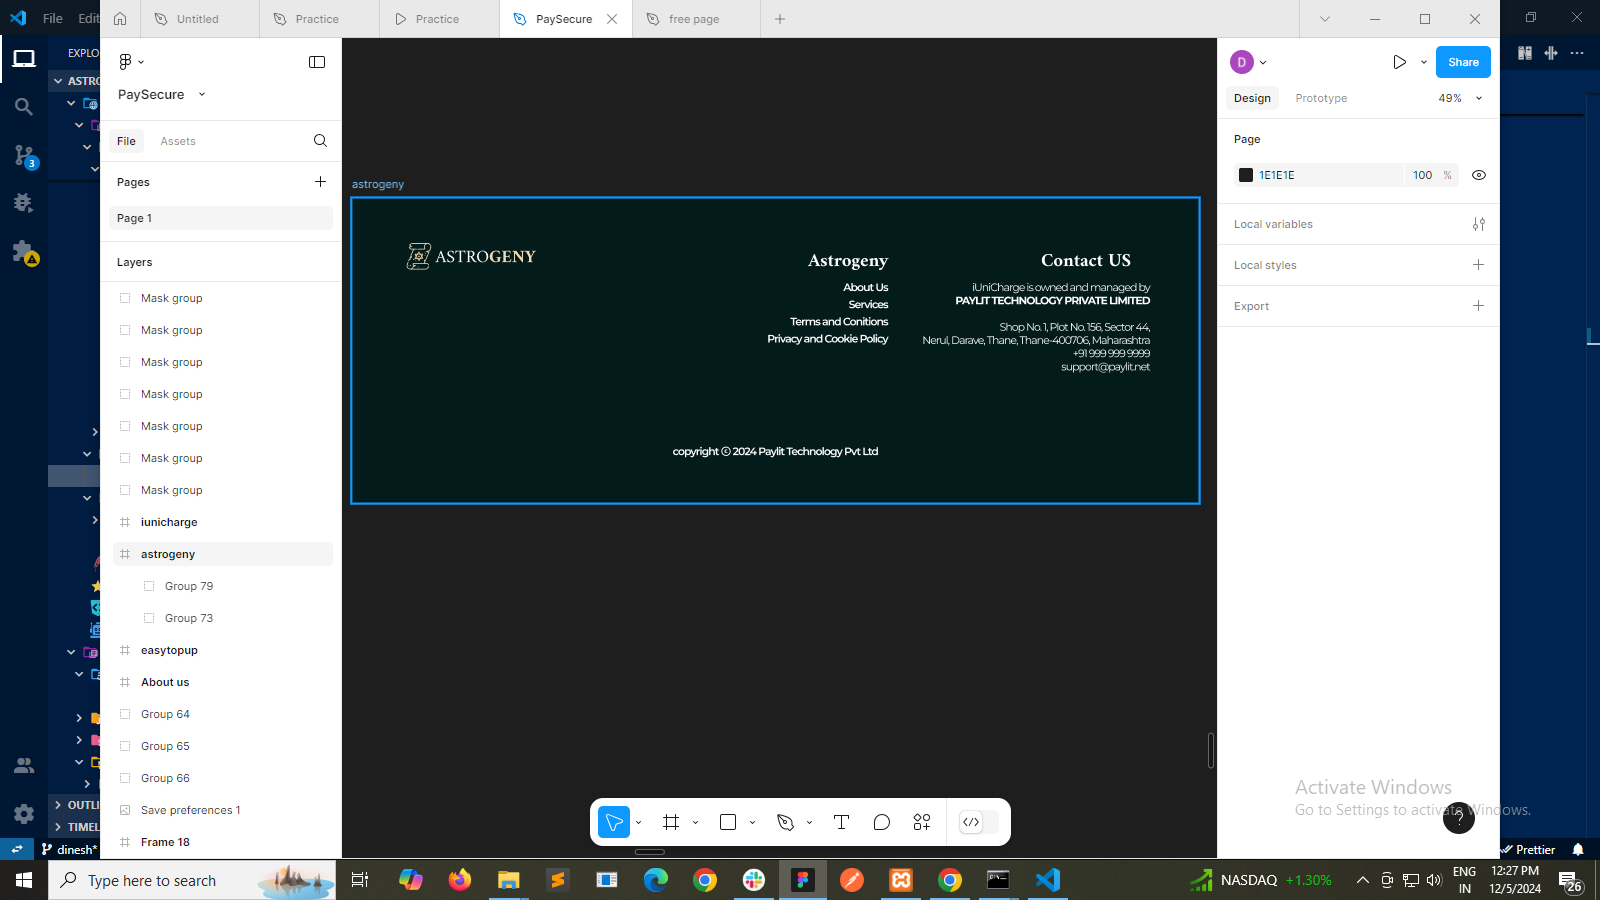 File Edit
Untitled
Practice
Practice
PaySecure
free page
EXPLO
ASTRO
PaySecure
File
Assets
Pages
Page 1
Layers
Mask group
Mask group
Mask group
Mask group
Mask group
Mask group
Mask group
iunicharge
astrogeny
Group 79
Group 73
easytopup
About us
Group 64
Group 65
Group 66
Save preferences 1
Frame 18
OUTLI
TIMEL
3
astrogeny
ASTROGENY
Astrogeny
About Us
Services
Terms and Conitions
Privacy and Cookie Policy
Contact US
iUniCharge is owned and managed by
PAYLIT TECHNOLOGY PRIVATE LIMITED
Shop No. 1, Plot No. 156, Sector 44,
Nerul, Darave, Thane, Thane-400706, Maharashtra
+91 999 999 9999
support@paylit.net
copyright © 2024 Paylit Technology Pvt Ltd
D
Share
Design
Prototype
49%
Page
1E1E1E
100 %
Local variables
Local styles
Export
Activate Windows
Go to Settings to activate Windows.
?
dinesh*
Prettier
Type here to search
NASDAQ +1.30%
ENG
IN
12:27 PM
12/5/2024
26